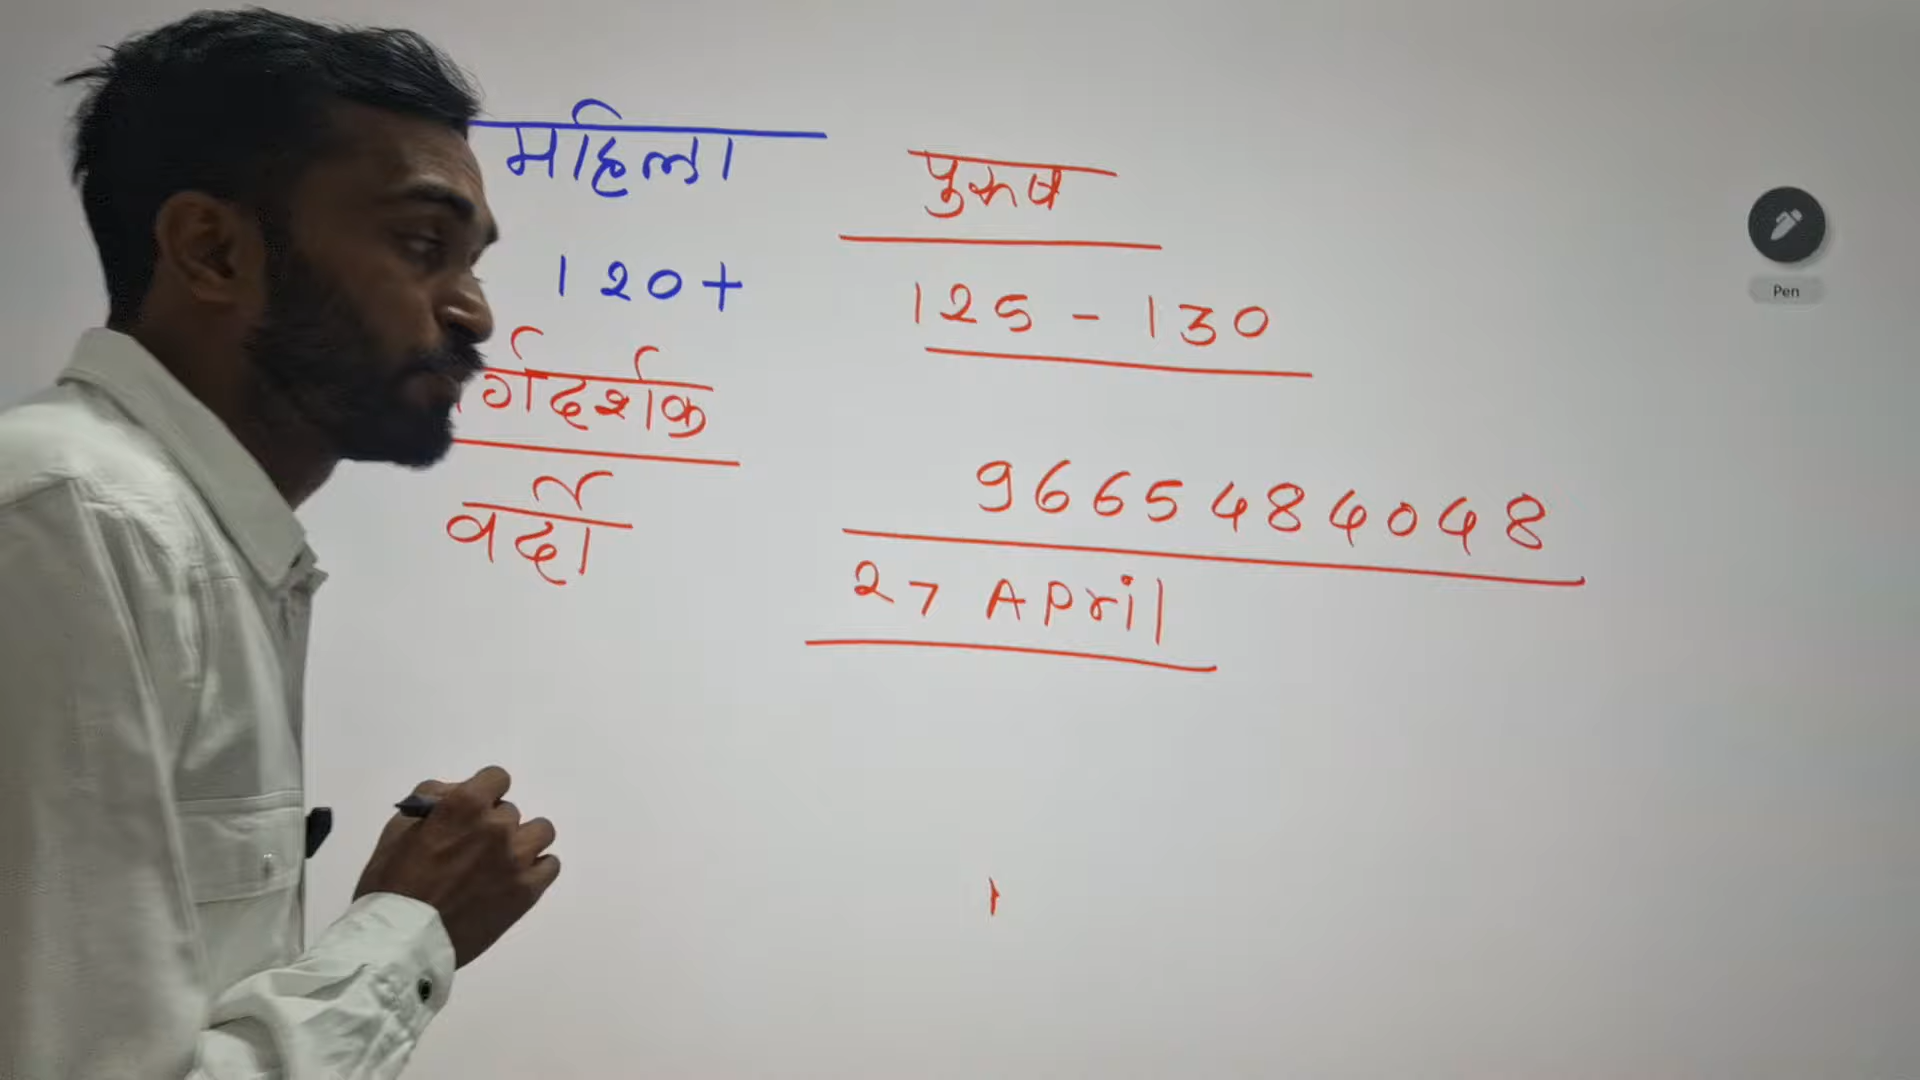 महिला
पुरुष
120+
125 - 130
र्गदर्शक
9665484048
वर्दी
27 April
Pen